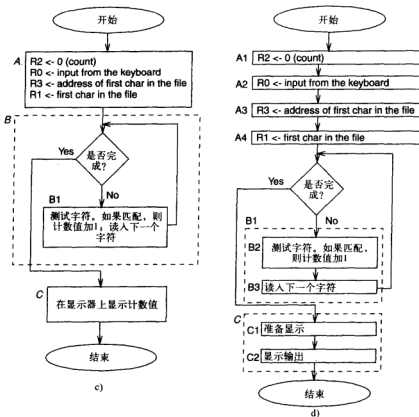 开始
A.
R2 <- 0 (count)
R0 <- input from the keyboard
R3 <- address of first char in the file
R1 <- first char in the file
B
Yes
是否完
成?
No
B1
测试字符。如果匹配，则
计数值加1；读入下一个
字符
C
在显示器上显示计数值
结束
c)
开始
A1 R2 <- 0 (count)
A2 R0 <- input from the keyboard
A3 R3 <- address of first char in the file
A4 R1 <- first char in the file
Yes
是否完
成?
No
B1
B2
测试字符。如果匹配，
则计数值加1
B3 读入下一个字符
C
C1 准备显示
C2 显示输出
结束
d)